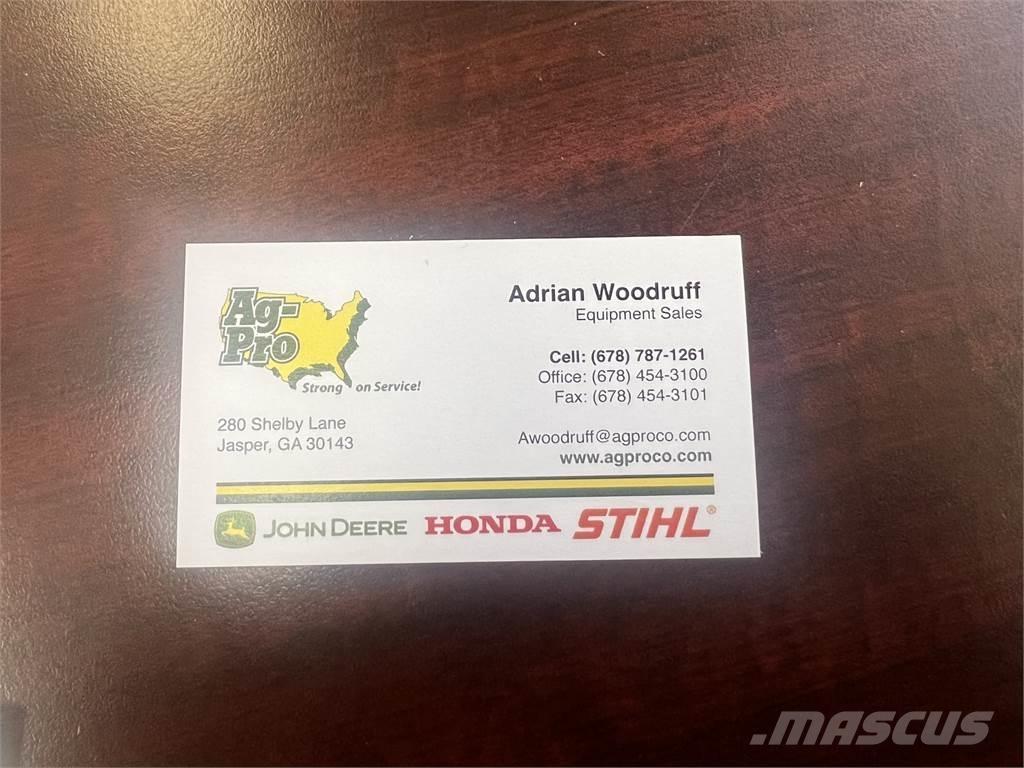 Ag-
Pro
Strong on Service!
280 Shelby Lane
Jasper, GA 30143
Adrian Woodruff
Equipment Sales
Cell: (678) 787-1261
Office: (678) 454-3100
Fax: (678) 454-3101
Awoodruff@agproco.com
www.agproco.com
JOHN DEERE HONDA STIHL®
.MASCUS